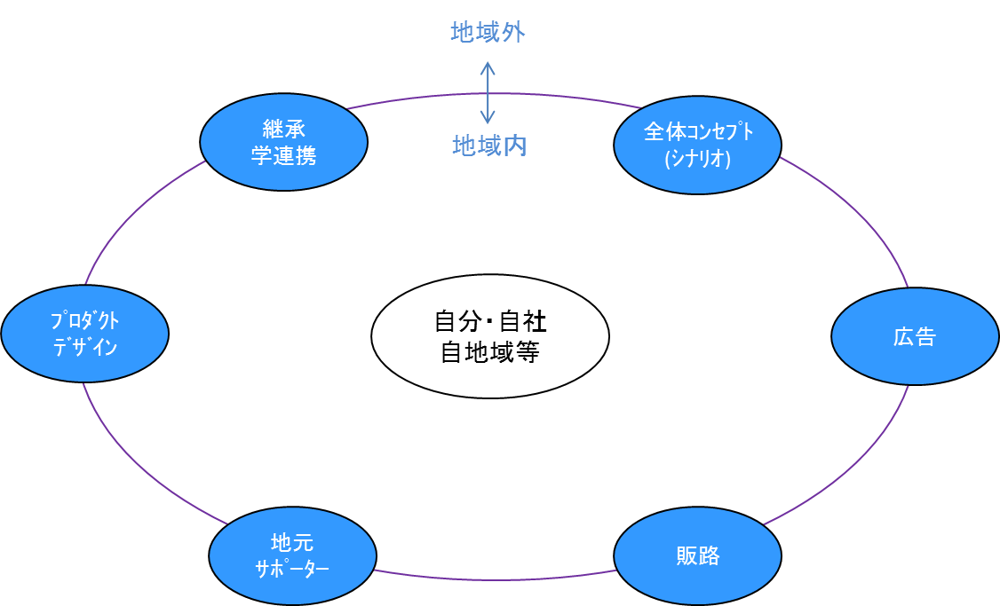 地域外
地域内
継承
学連携
全体ｺﾝｾﾌﾟﾄ
(ｼﾅﾘｵ)
ﾌﾟﾛﾀﾞｸﾄ
ﾃﾞｻﾞｲﾝ
自分・自社
自地域等
広告
地元
ｻﾎﾟｰﾀｰ
販路